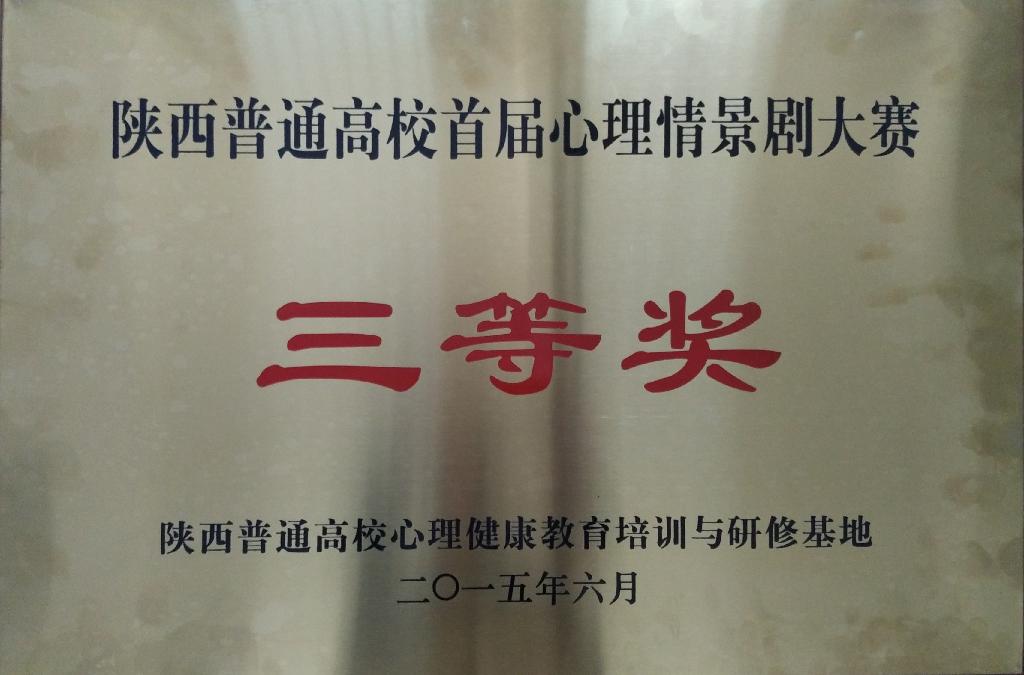 陕西普通高校首届心理情景剧大赛
三等奖
陕西普通高校心理健康教育培训与研修基地
二〇一五年六月